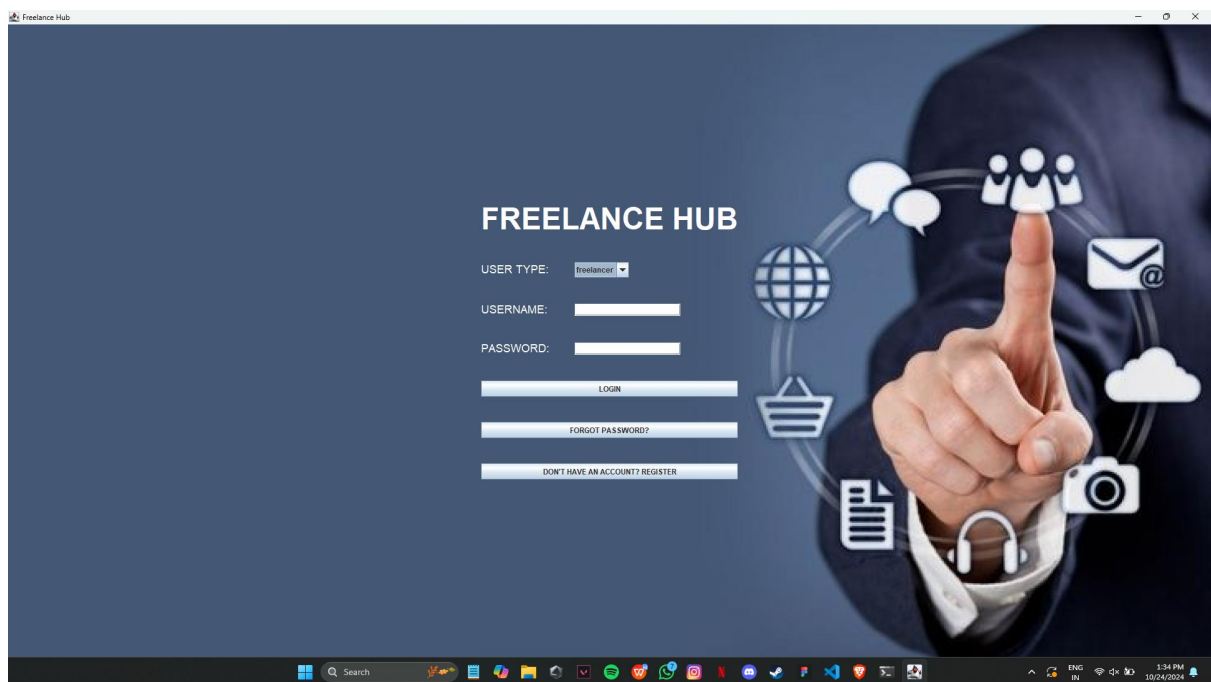 Freelance Hub
FREELANCE HUB
USER TYPE: freelancer
USERNAME:
PASSWORD:
LOGIN
FORGOT PASSWORD?
DON'T HAVE AN ACCOUNT? REGISTER
@
Search
7
N
ENG
IN
1:34 PM
10/24/2024